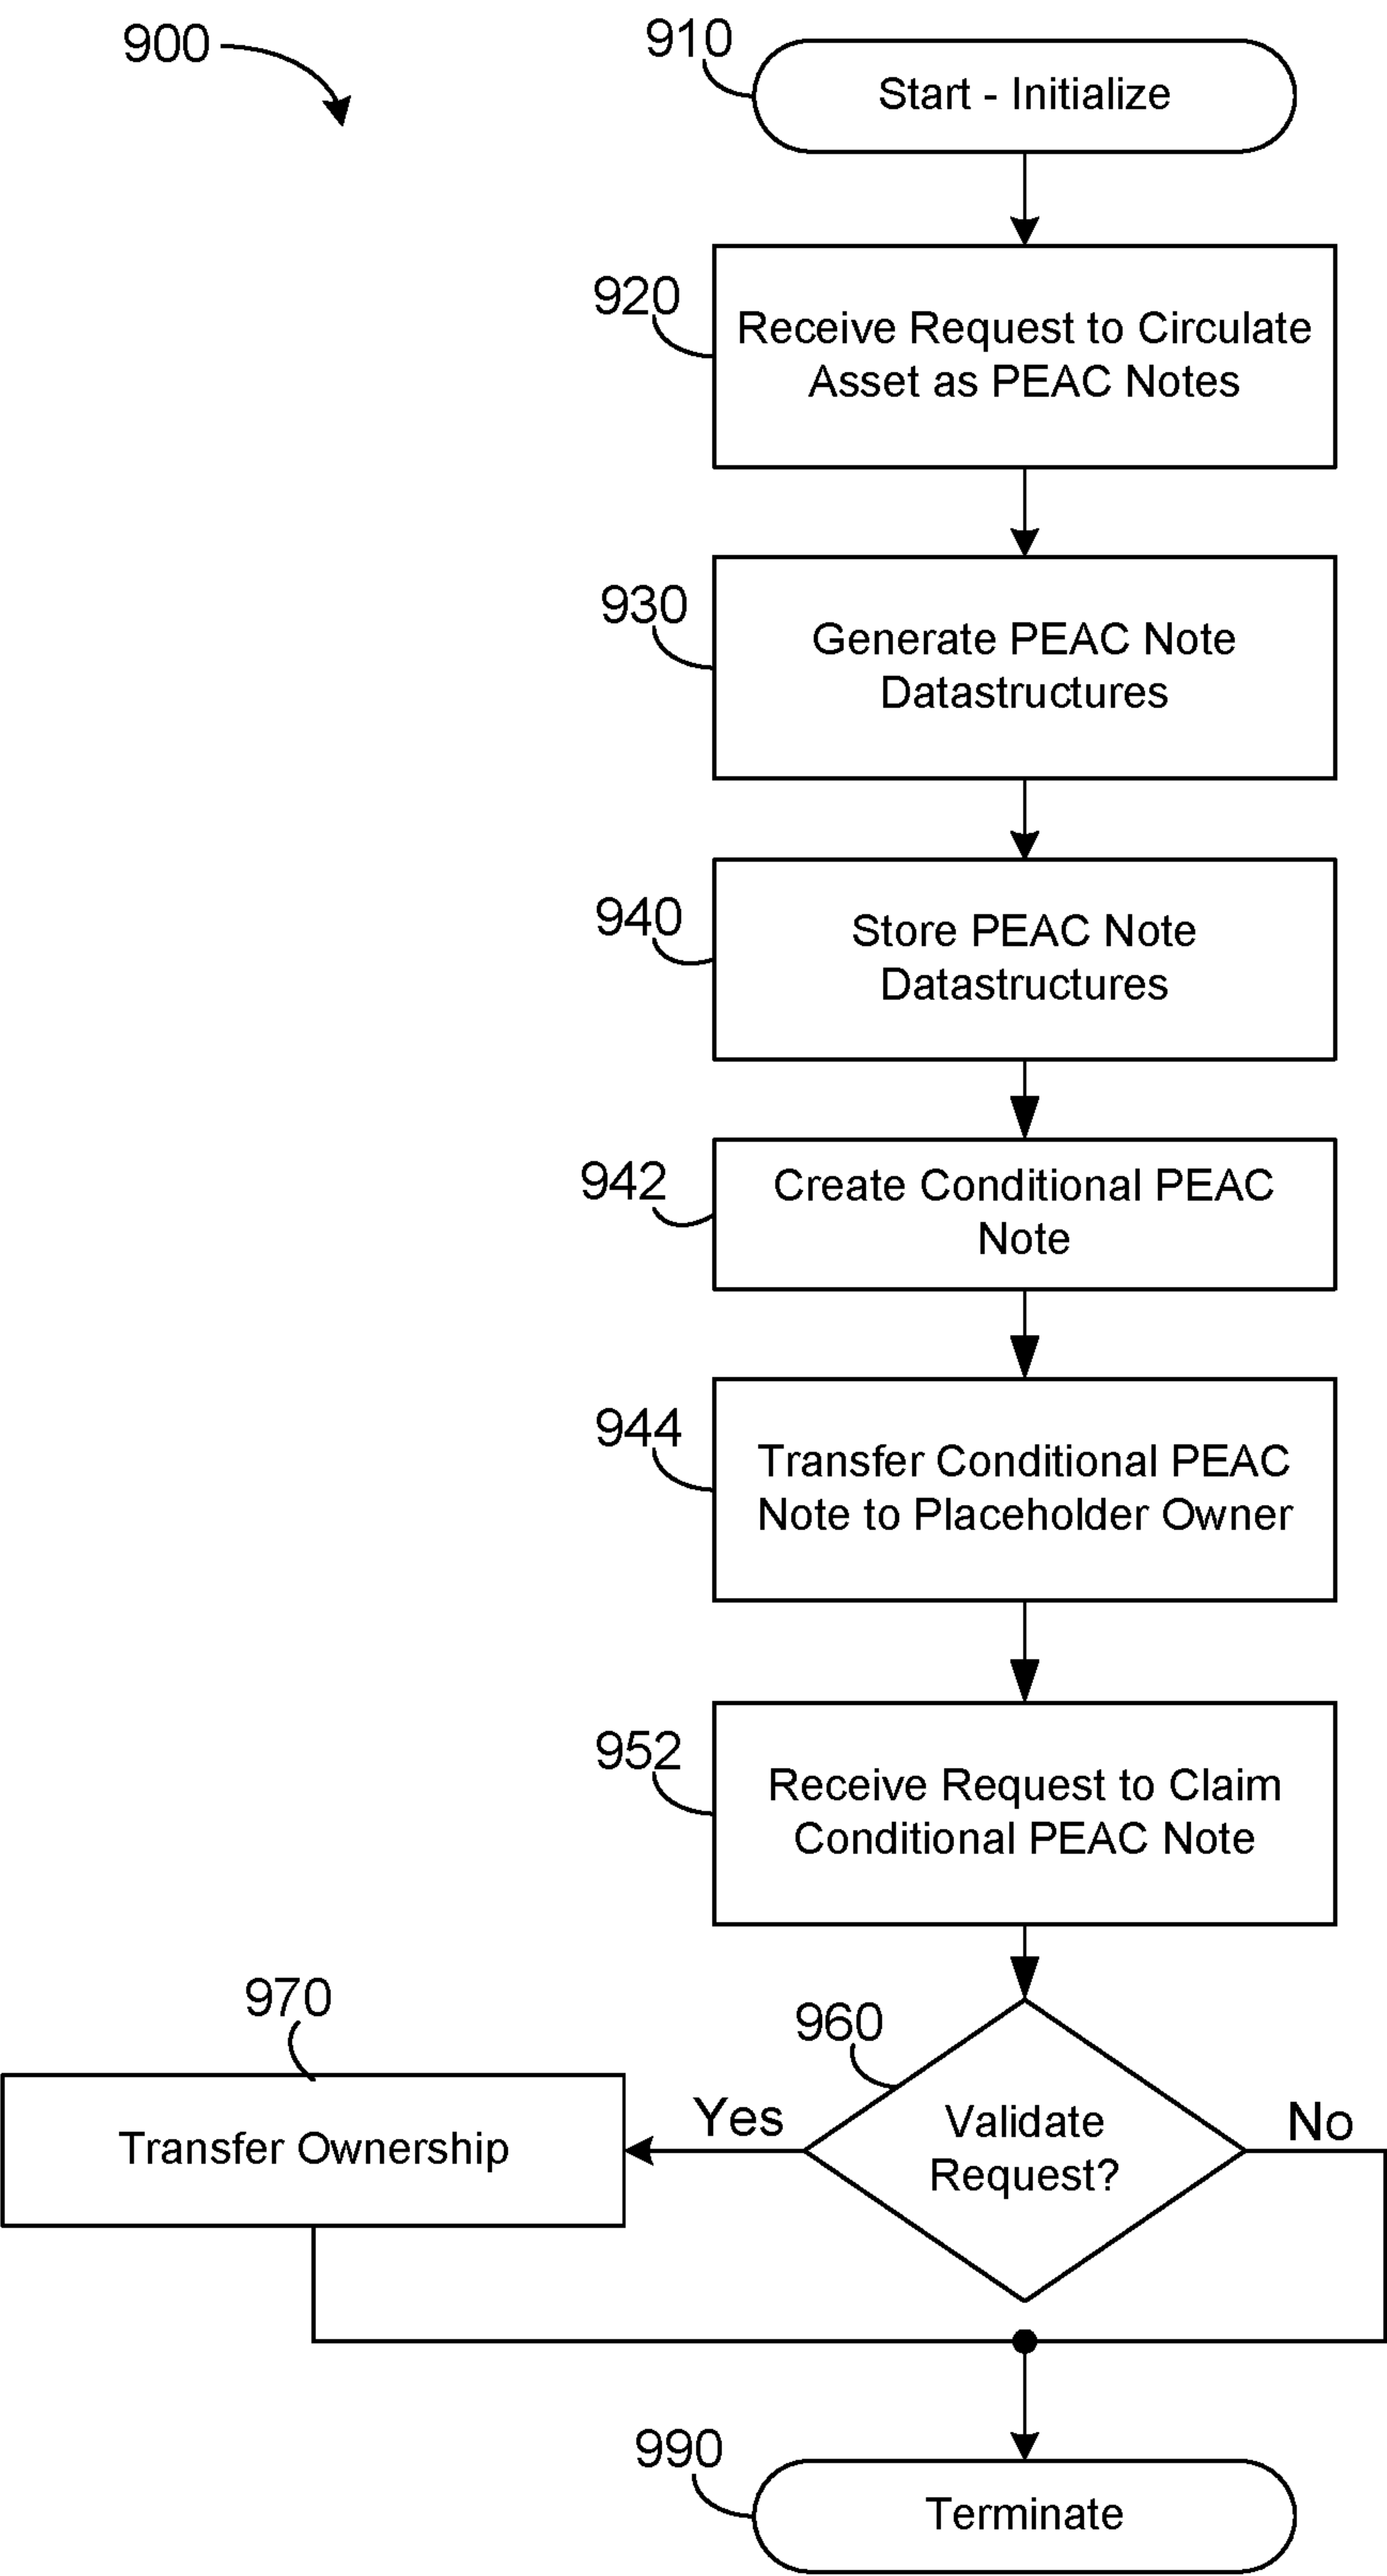 900
910
Start - Initialize
920
Receive Request to Circulate
Asset as PEAC Notes
930
Generate PEAC Note
Datastructures
940
Store PEAC Note
Datastructures
942
Create Conditional PEAC
Note
944
Transfer Conditional PEAC
Note to Placeholder Owner
952
Receive Request to Claim
Conditional PEAC Note
970
960
Transfer Ownership
Yes
Validate
Request?
No
990
Terminate